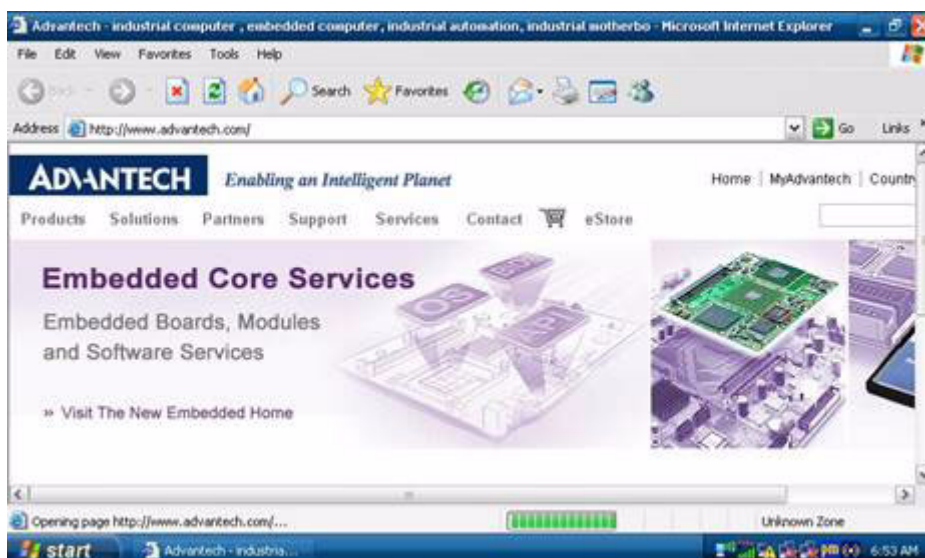 Advantech - industrial computer , embedded computer, industrial automation, industrial motherbo - Microsoft Internet Explorer
File Edit View Favorites Tools Help
Search Favorites
Address http://www.advantech.com/ Go Links
ADVANTECH Enabling an Intelligent Planet Home | MyAdvantech | Country
Products Solutions Partners Support Services Contact eStore
Embedded Core Services
Embedded Boards, Modules
and Software Services
» Visit The New Embedded Home
OS
API
Opening page http://www.advantech.com/... Unknown Zone
start Advantech - industria... 6:53 AM